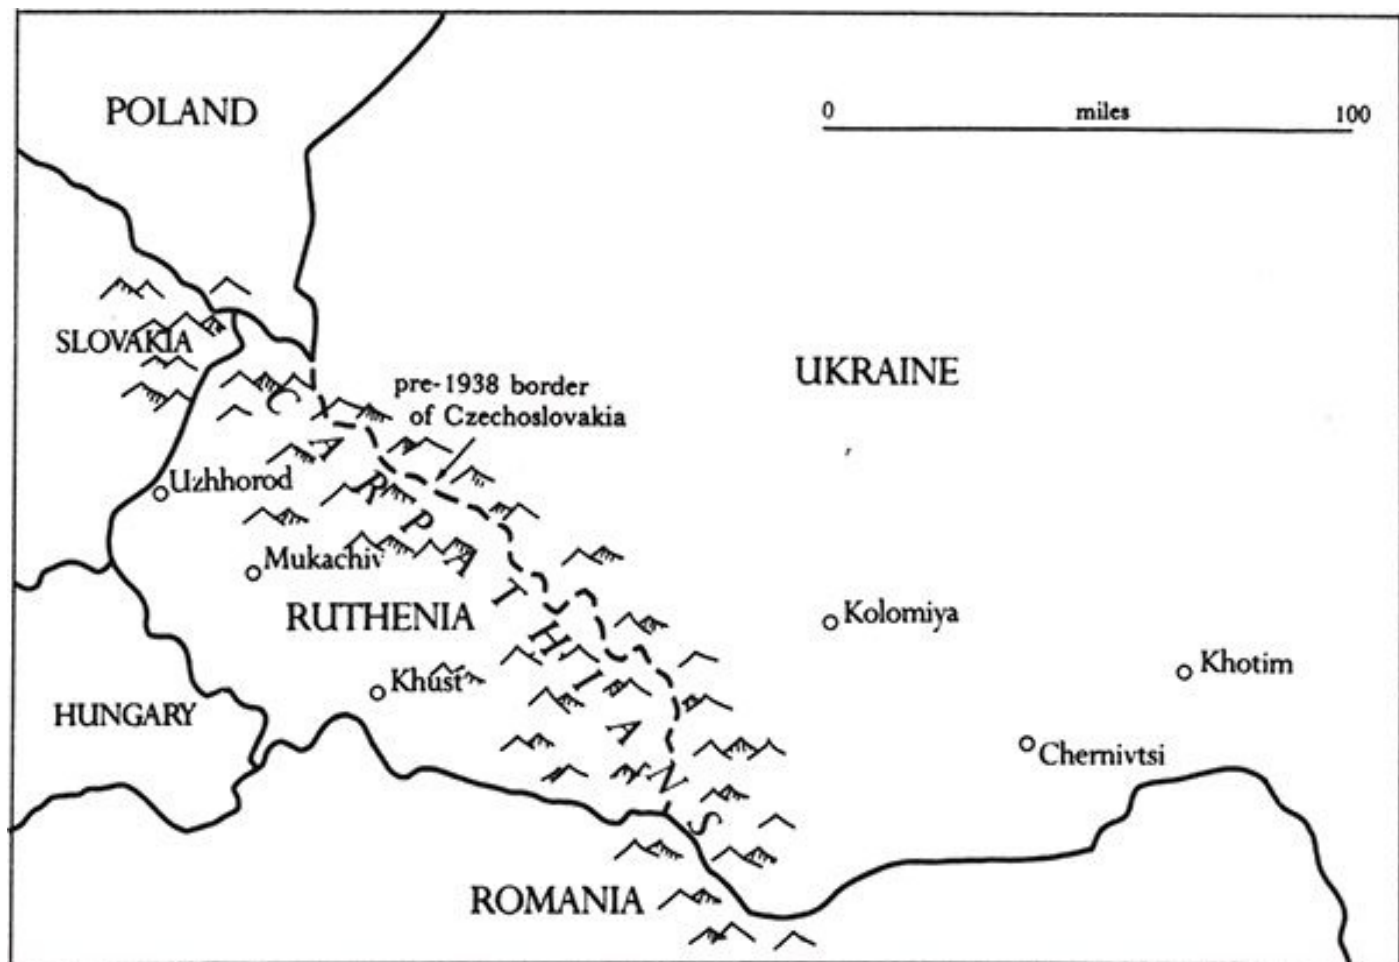 POLAND
0 miles 100
SLOVAKIA
UKRAINE
pre-1938 border
of Czechoslovakia
CARPATHIANS
Uzhhorod
Mukachiv
RUTHENIA
Kolomiya
Khust
Khotim
HUNGARY
Chernivtsi
ROMANIA